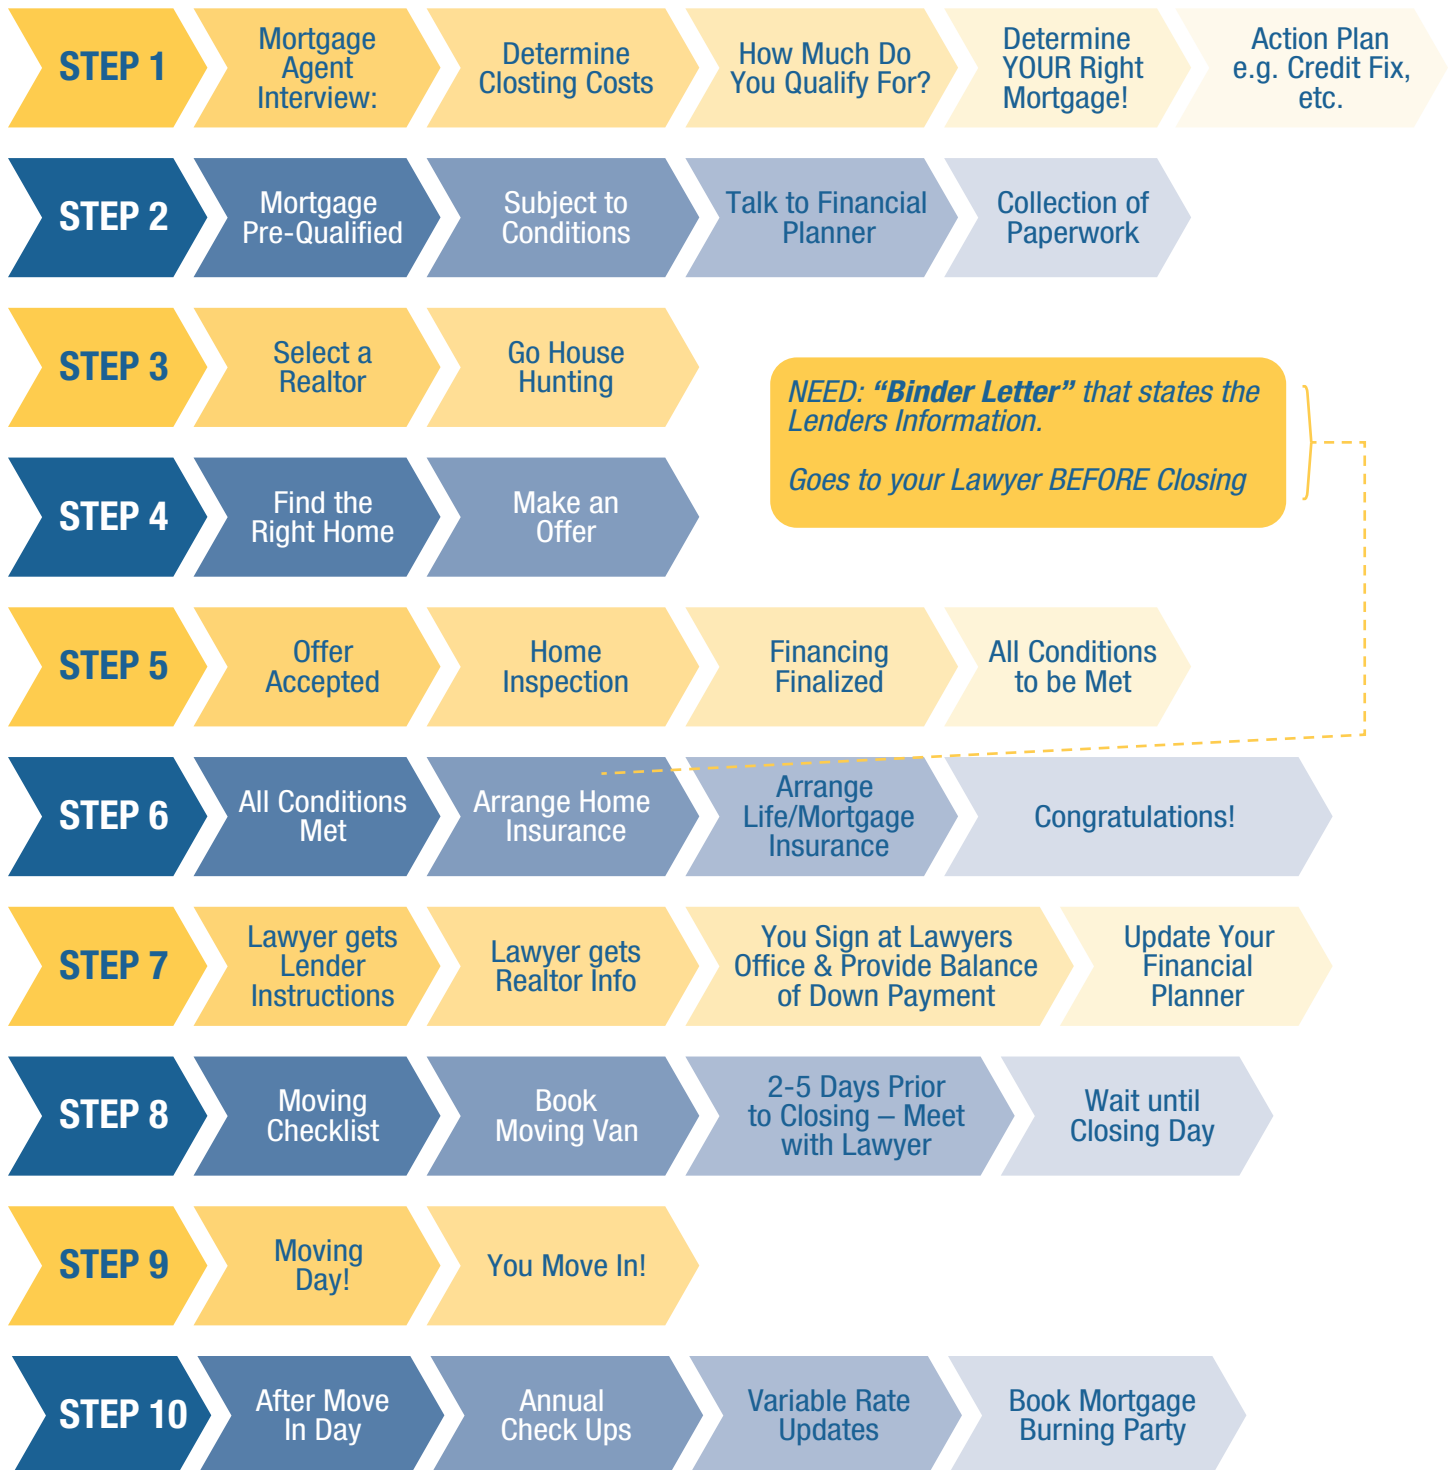 STEP 1
Mortgage
Agent
Interview:
Determine
Closting Costs
How Much Do
You Qualify For?
Determine
YOUR Right
Mortgage!
Action Plan
e.g. Credit Fix,
etc.
STEP 2
Mortgage
Pre-Qualified
Subject to
Conditions
Talk to Financial
Planner
Collection of
Paperwork
STEP 3
Select a
Realtor
Go House
Hunting
NEED: “Binder Letter” that states the
Lenders Information.
Goes to your Lawyer BEFORE Closing
STEP 4
Find the
Right Home
Make an
Offer
STEP 5
Offer
Accepted
Home
Inspection
Financing
Finalized
All Conditions
to be Met
STEP 6
All Conditions
Met
Arrange Home
Insurance
Arrange
Life/Mortgage
Insurance
Congratulations!
STEP 7
Lawyer gets
Lender
Instructions
Lawyer gets
Realtor Info
You Sign at Lawyers
Office & Provide Balance
of Down Payment
Update Your
Financial
Planner
STEP 8
Moving
Checklist
Book
Moving Van
2-5 Days Prior
to Closing – Meet
with Lawyer
Wait until
Closing Day
STEP 9
Moving
Day!
You Move In!
STEP 10
After Move
In Day
Annual
Check Ups
Variable Rate
Updates
Book Mortgage
Burning Party